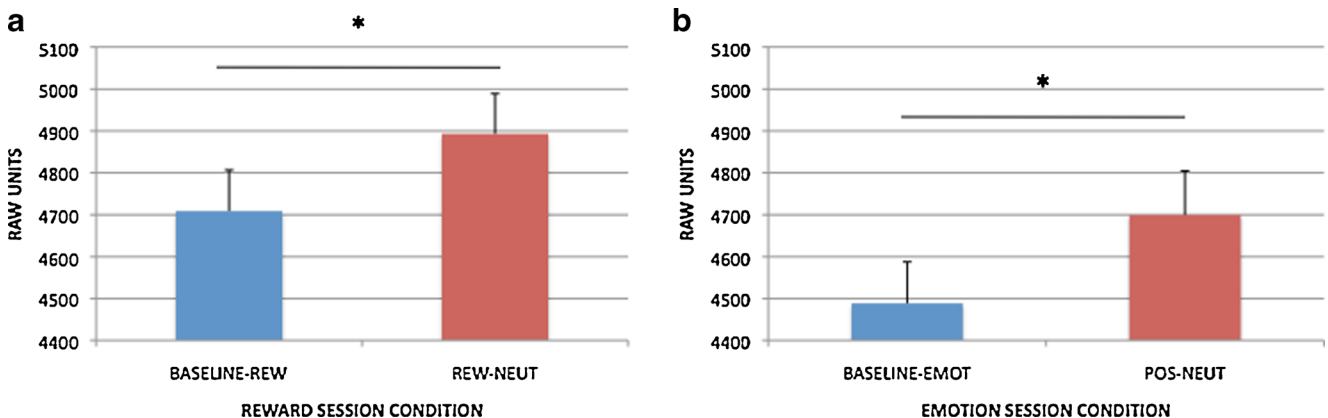 a
*
5100
5000
4900
4800
4700
4600
4500
4400
RAW UNITS
BASELINE-REW REW-NEUT
REWARD SESSION CONDITION
b
*
5100
5000
4900
4800
4700
4600
4500
4400
RAW UNITS
BASELINE-EMOT POS-NEUT
EMOTION SESSION CONDITION